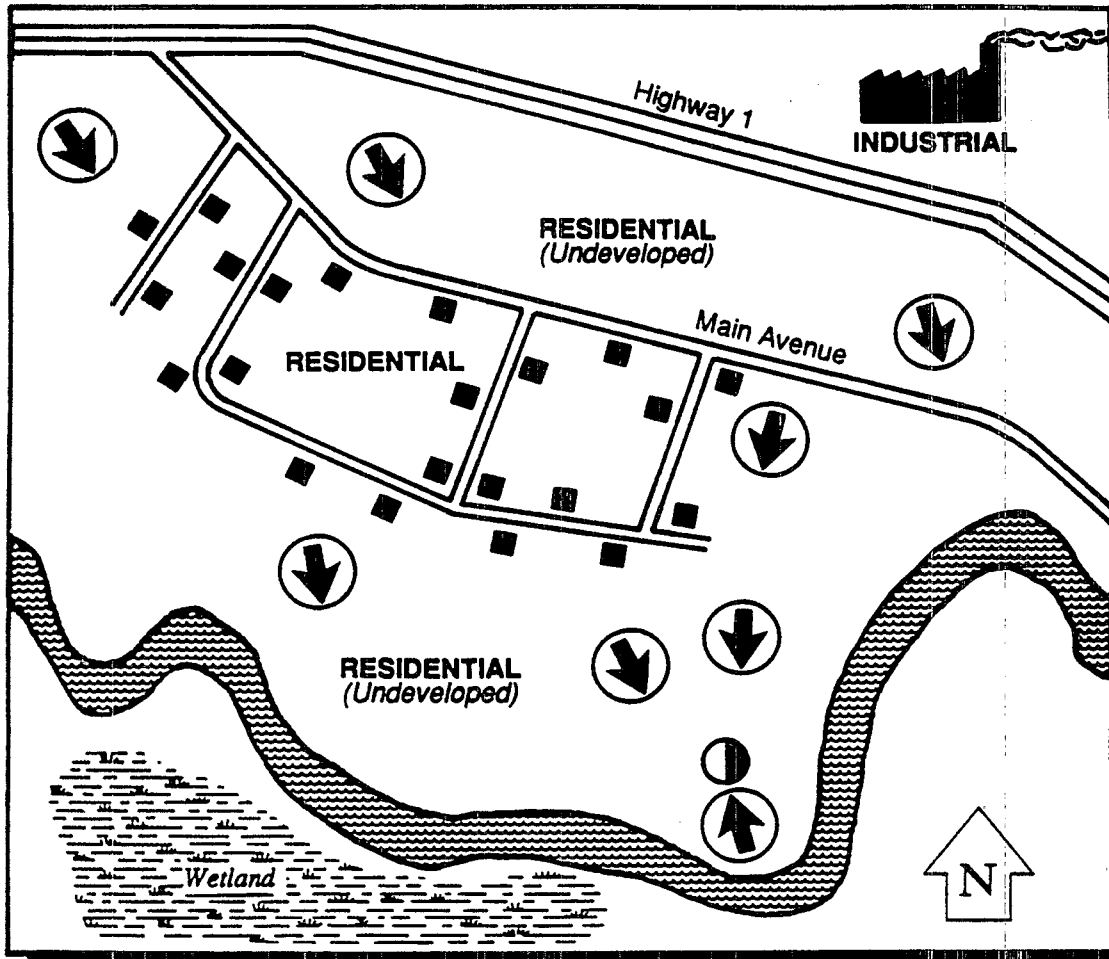 Highway 1
INDUSTRIAL
RESIDENTIAL
(Undeveloped)
Main Avenue
RESIDENTIAL
RESIDENTIAL
(Undeveloped)
Wetland
N